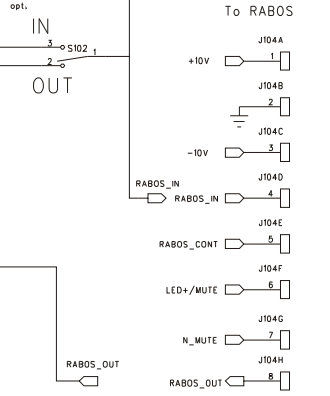 opt.
To RABOS
IN
3
S102
1
2
OUT
J104A
+10V
1
J104B
2
J104C
-10V
3
J104D
RABOS_IN
RABOS_IN
4
J104E
RABOS_CONT
5
J104F
LED+/MUTE
6
J104G
N_MUTE
7
J104H
RABOS_OUT
RABOS_OUT
8